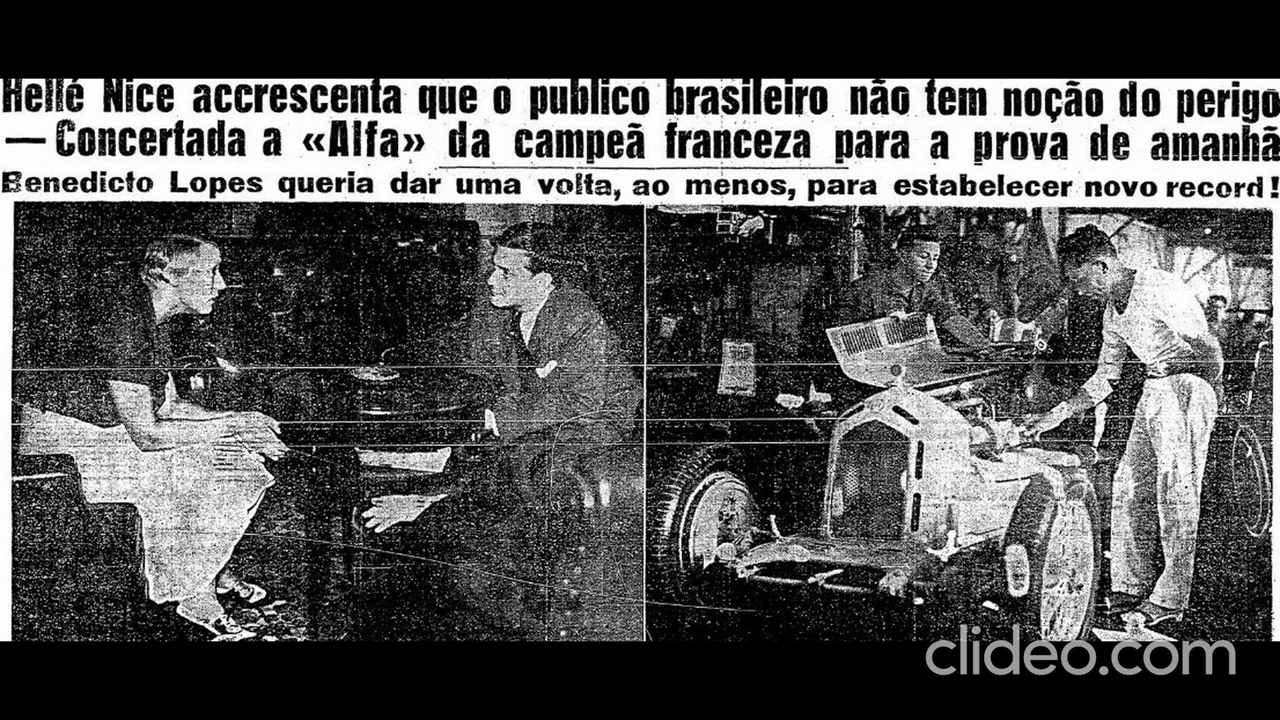 Hellé Nice accrescenta que o publico brasileiro não tem noção do perigo
— Concertada a «Alfa» da campeã franceza para a prova de amanhã
Benedicto Lopes queria dar uma volta, ao menos, para estabelecer novo record!
clideo.com